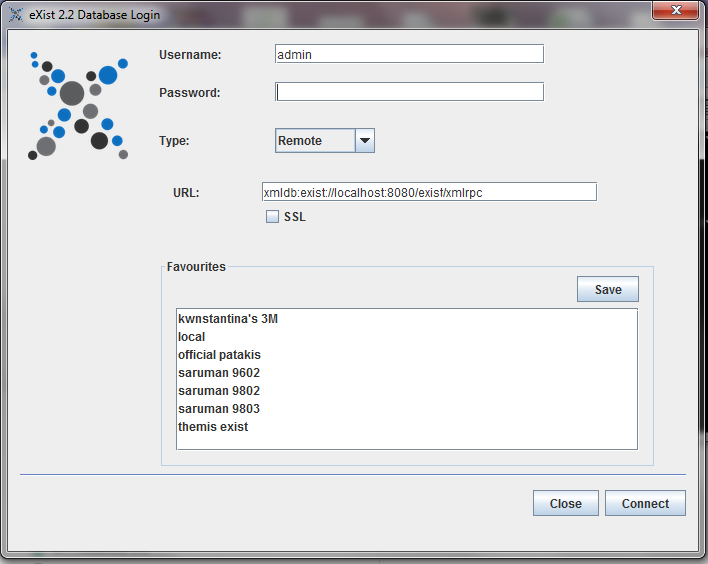 eXist 2.2 Database Login
Username: admin
Password:
Type: Remote
URL: xmldb:exist://localhost:8080/exist/xmlrpc
SSL
Favourites
Save
kwnstantina's 3M
local
official patakis
saruman 9602
saruman 9802
saruman 9803
themis exist
Close Connect